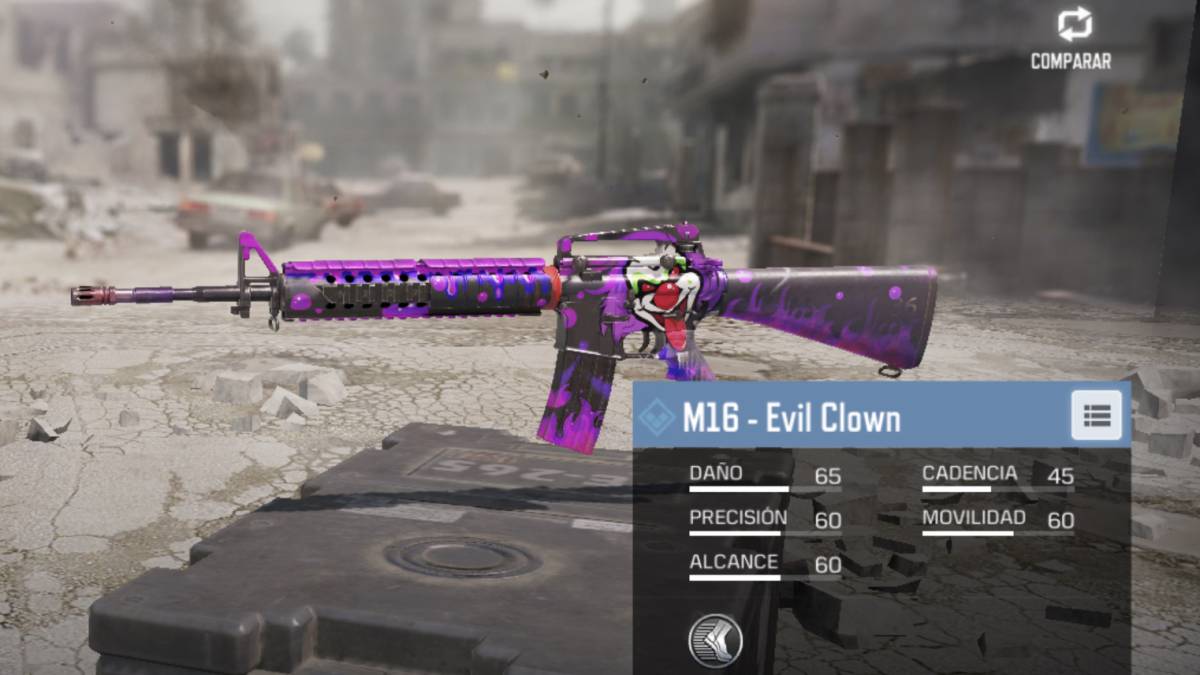 COMPARAR
M16 - Evil Clown
DAÑO 65
CADENCIA 45
PRECISIÓN 60
MOVILIDAD 60
ALCANCE 60